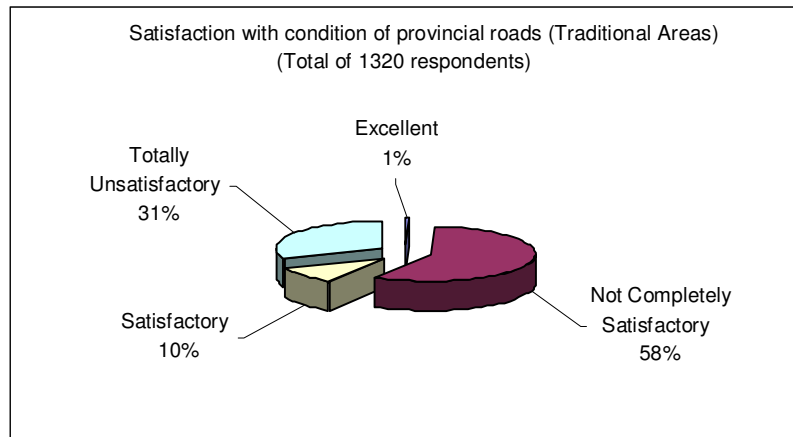 Satisfaction with condition of provincial roads (Traditional Areas)
(Total of 1320 respondents)
Excellent
1%
Totally
Unsatisfactory
31%
Satisfactory
10%
Not Completely
Satisfactory
58%